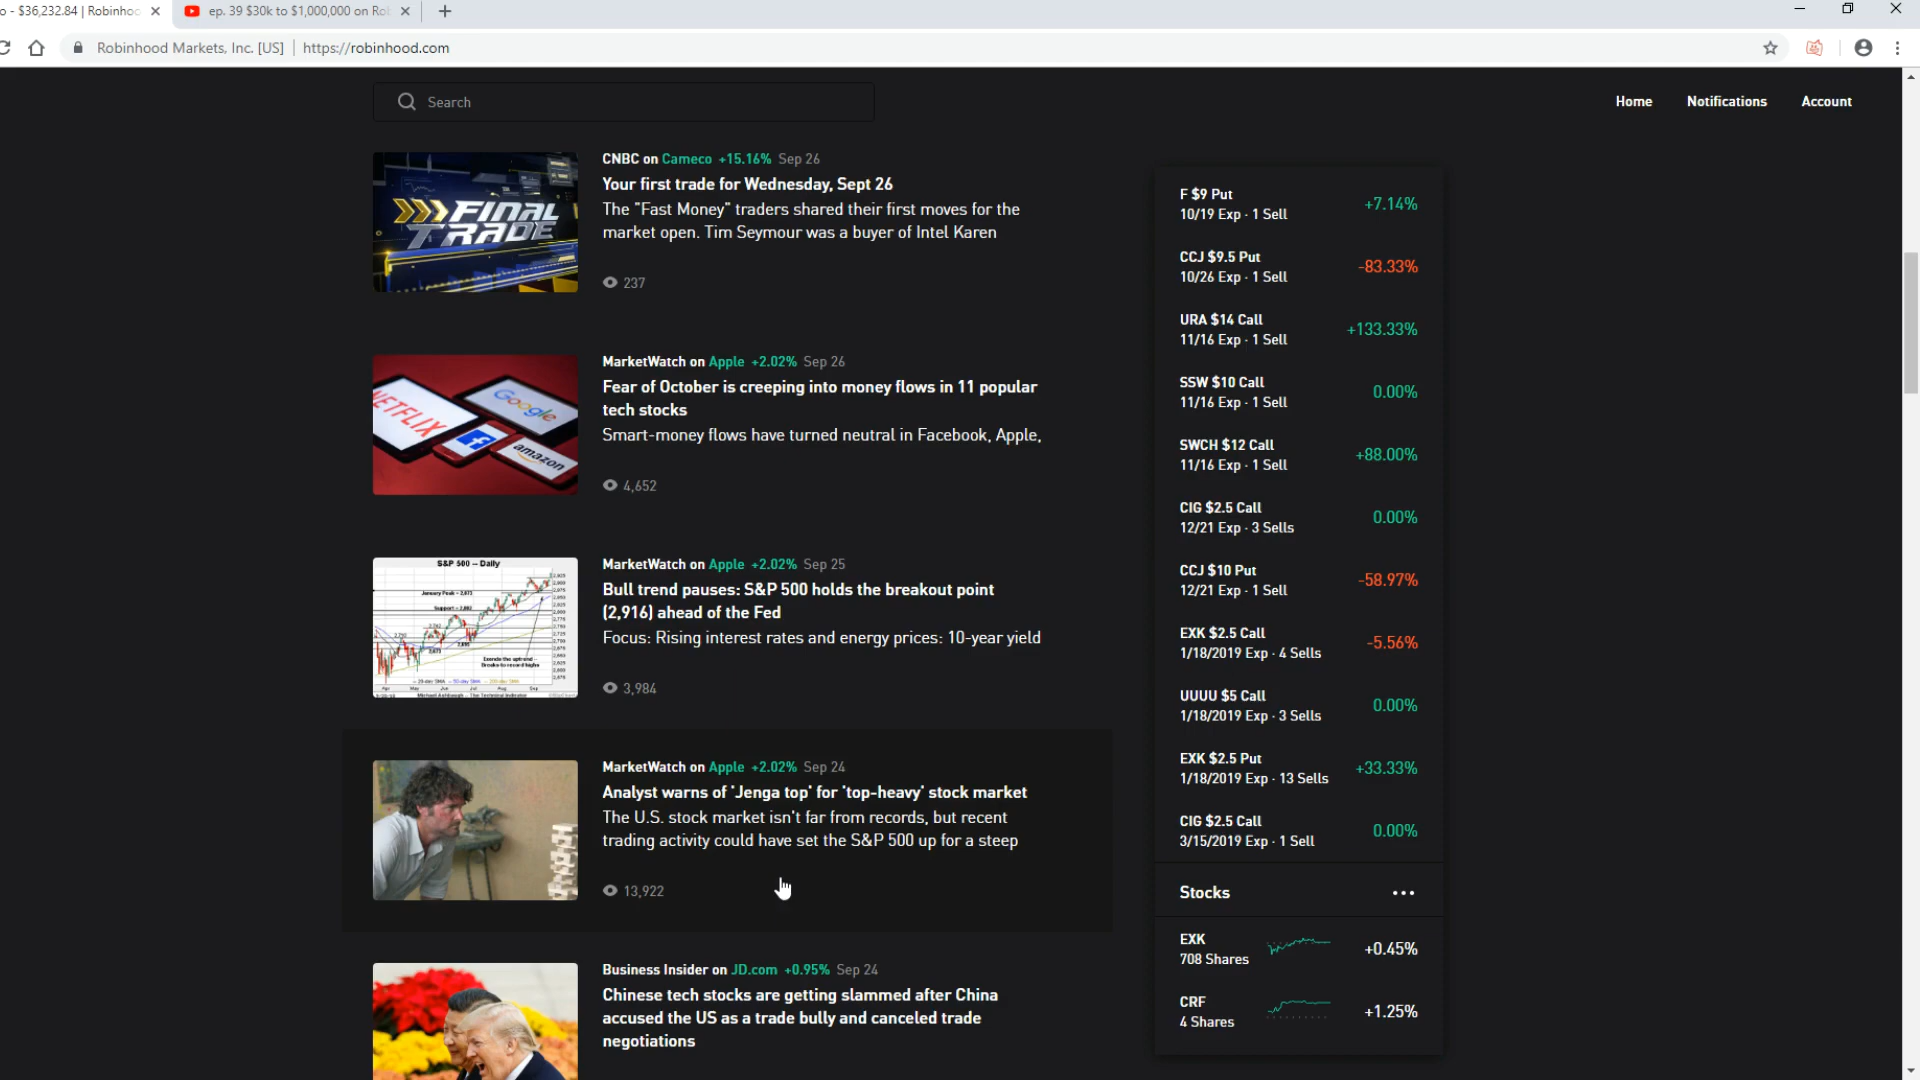 o - $36,232.84 | Robinhoo
ep. 39 $30k to $1,000,000 on Ro
Robinhood Markets, Inc. [US]
https://robinhood.com
Search
Home
Notifications
Account
FINAL
TRADE
CNBC on Cameco +15.16% Sep 26
Your first trade for Wednesday, Sept 26
The "Fast Money" traders shared their first moves for the
market open. Tim Seymour was a buyer of Intel Karen
237
NETFLIX
Google
amazon
MarketWatch on Apple +2.02% Sep 26
Fear of October is creeping into money flows in 11 popular
tech stocks
Smart-money flows have turned neutral in Facebook, Apple,
4,652
S&P 500 -- Daily
MarketWatch on Apple +2.02% Sep 25
Bull trend pauses: S&P 500 holds the breakout point
(2,916) ahead of the Fed
Focus: Rising interest rates and energy prices: 10-year yield
3,984
MarketWatch on Apple +2.02% Sep 24
Analyst warns of 'Jenga top' for 'top-heavy' stock market
The U.S. stock market isn't far from records, but recent
trading activity could have set the S&P 500 up for a steep
13,922
Business Insider on JD.com +0.95% Sep 24
Chinese tech stocks are getting slammed after China
accused the US as a trade bully and canceled trade
negotiations
F $9 Put
10/19 Exp · 1 Sell
+7.14%
CCJ $9.5 Put
10/26 Exp · 1 Sell
-83.33%
URA $14 Call
11/16 Exp · 1 Sell
+133.33%
SSW $10 Call
11/16 Exp · 1 Sell
0.00%
SWCH $12 Call
11/16 Exp · 1 Sell
+88.00%
CIG $2.5 Call
12/21 Exp · 3 Sells
0.00%
CCJ $10 Put
12/21 Exp · 1 Sell
-58.97%
EXK $2.5 Call
1/18/2019 Exp · 4 Sells
-5.56%
UUUU $5 Call
1/18/2019 Exp · 3 Sells
0.00%
EXK $2.5 Put
1/18/2019 Exp · 13 Sells
+33.33%
CIG $2.5 Call
3/15/2019 Exp · 1 Sell
0.00%
Stocks
EXK
708 Shares
+0.45%
CRF
4 Shares
+1.25%